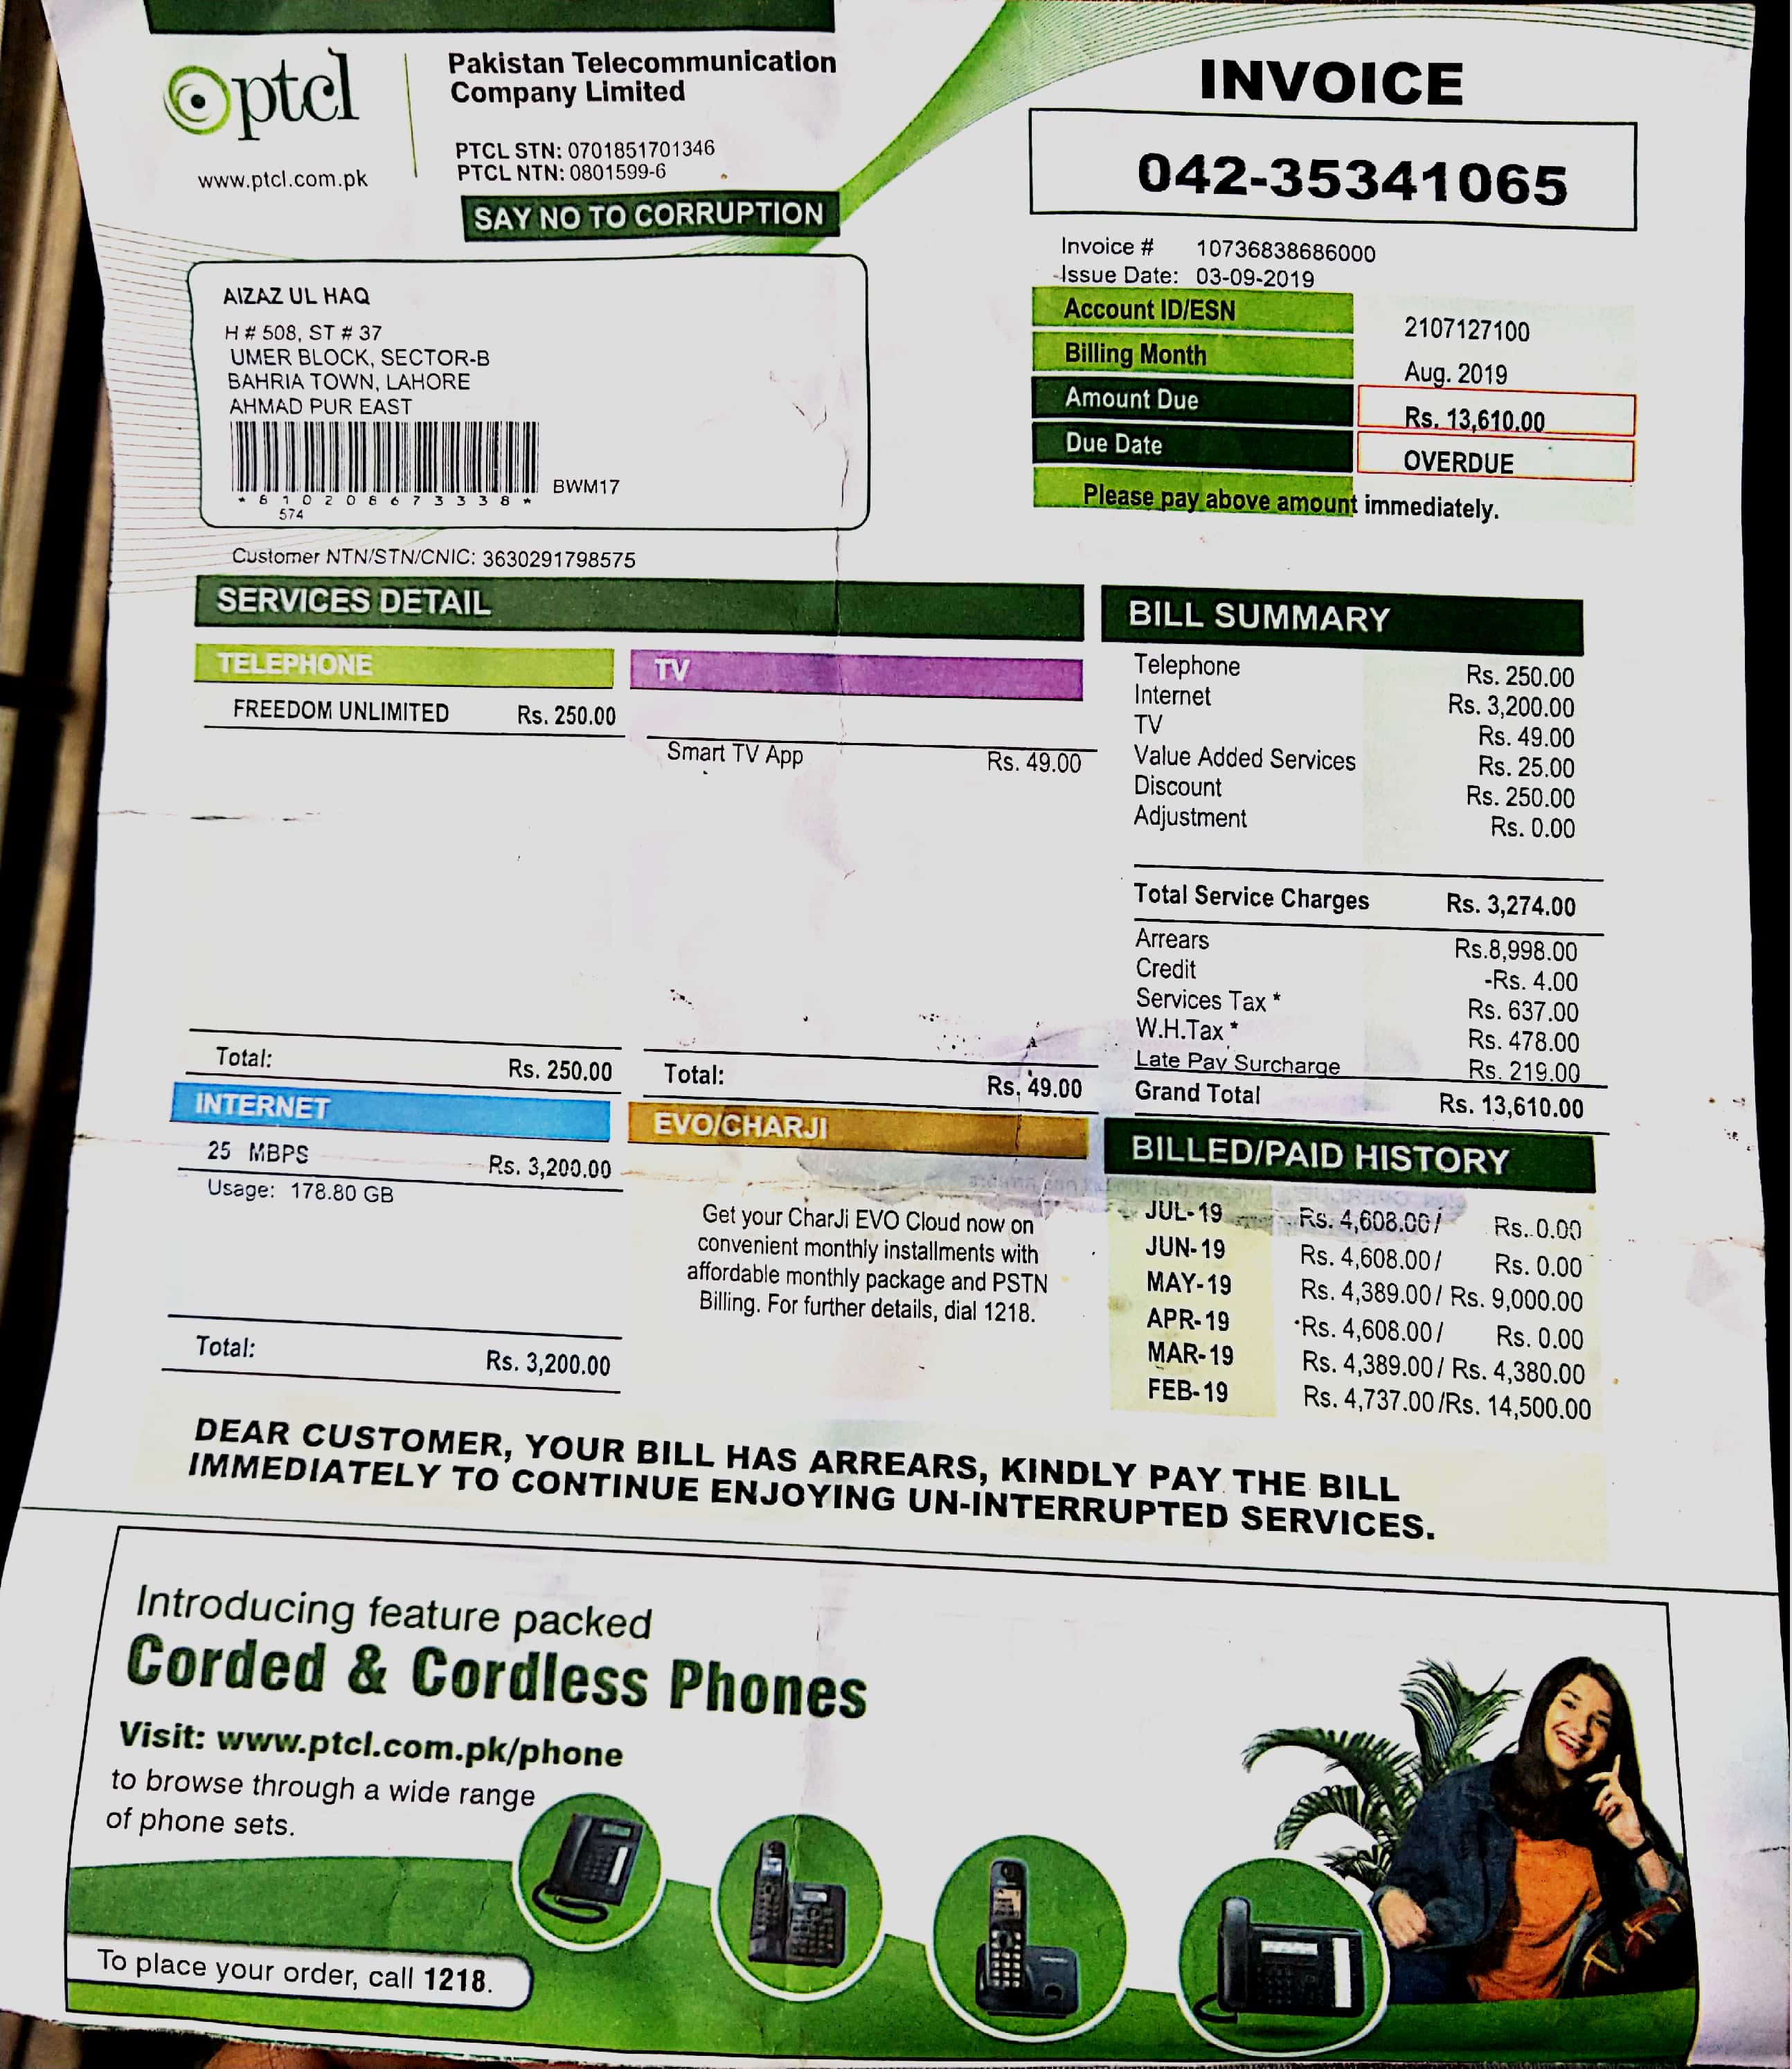 ptcl
www.ptcl.com.pk
Pakistan Telecommunication
Company Limited
PTCL STN: 0701851701346
PTCL NTN: 0801599-6
SAY NO TO CORRUPTION
INVOICE
042-35341065
Invoice # 10736838686000
Issue Date: 03-09-2019
Account ID/ESN 2107127100
Billing Month Aug. 2019
Amount Due Rs. 13,610.00
Due Date OVERDUE
Please pay above amount immediately.
AIZAZ UL HAQ
H # 508, ST # 37
UMER BLOCK, SECTOR-B
BAHRIA TOWN, LAHORE
AHMAD PUR EAST
BWM17
* 6 1 0 2 0 8 6 7 3 3 3 8 *
574
Customer NTN/STN/CNIC: 3630291798575
SERVICES DETAIL
TELEPHONE
FREEDOM UNLIMITED Rs. 250.00
Total: Rs. 250.00
TV
Smart TV App Rs. 49.00
Total: Rs. 49.00
INTERNET
25 MBPS Rs. 3,200.00
Usage: 178.80 GB
Total: Rs. 3,200.00
EVO/CHARJI
Get your CharJi EVO Cloud now on
convenient monthly installments with
affordable monthly package and PSTN
Billing. For further details, dial 1218.
BILL SUMMARY
Telephone Rs. 250.00
Internet Rs. 3,200.00
TV Rs. 49.00
Value Added Services Rs. 25.00
Discount Rs. 250.00
Adjustment Rs. 0.00
Total Service Charges Rs. 3,274.00
Arrears Rs.8,998.00
Credit -Rs. 4.00
Services Tax * Rs. 637.00
W.H.Tax * Rs. 478.00
Late Pay Surcharge Rs. 219.00
Grand Total Rs. 13,610.00
BILLED/PAID HISTORY
JUL-19 Rs. 4,608.00/ Rs. 0.00
JUN-19 Rs. 4,608.00/ Rs. 0.00
MAY-19 Rs. 4,389.00/ Rs. 9,000.00
APR-19 Rs. 4,608.00/ Rs. 0.00
MAR-19 Rs. 4,389.00/ Rs. 4,380.00
FEB-19 Rs. 4,737.00/Rs. 14,500.00
DEAR CUSTOMER, YOUR BILL HAS ARREARS, KINDLY PAY THE BILL
IMMEDIATELY TO CONTINUE ENJOYING UN-INTERRUPTED SERVICES.
Introducing feature packed
Corded & Cordless Phones
Visit: www.ptcl.com.pk/phone
to browse through a wide range
of phone sets.
To place your order, call 1218.